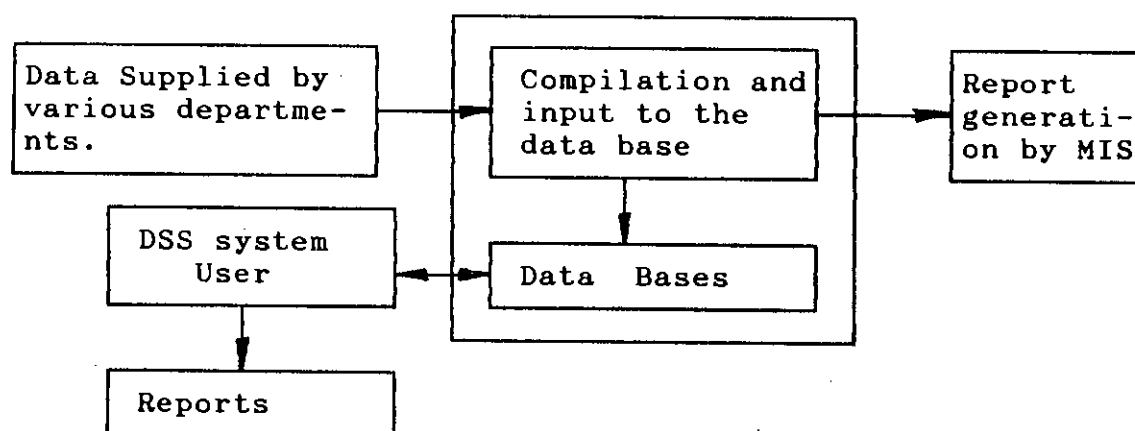 Data Supplied by
various departme-
nts.
Compilation and
input to the
data base
Report
generati-
on by MIS
DSS system
User
Data Bases
Reports